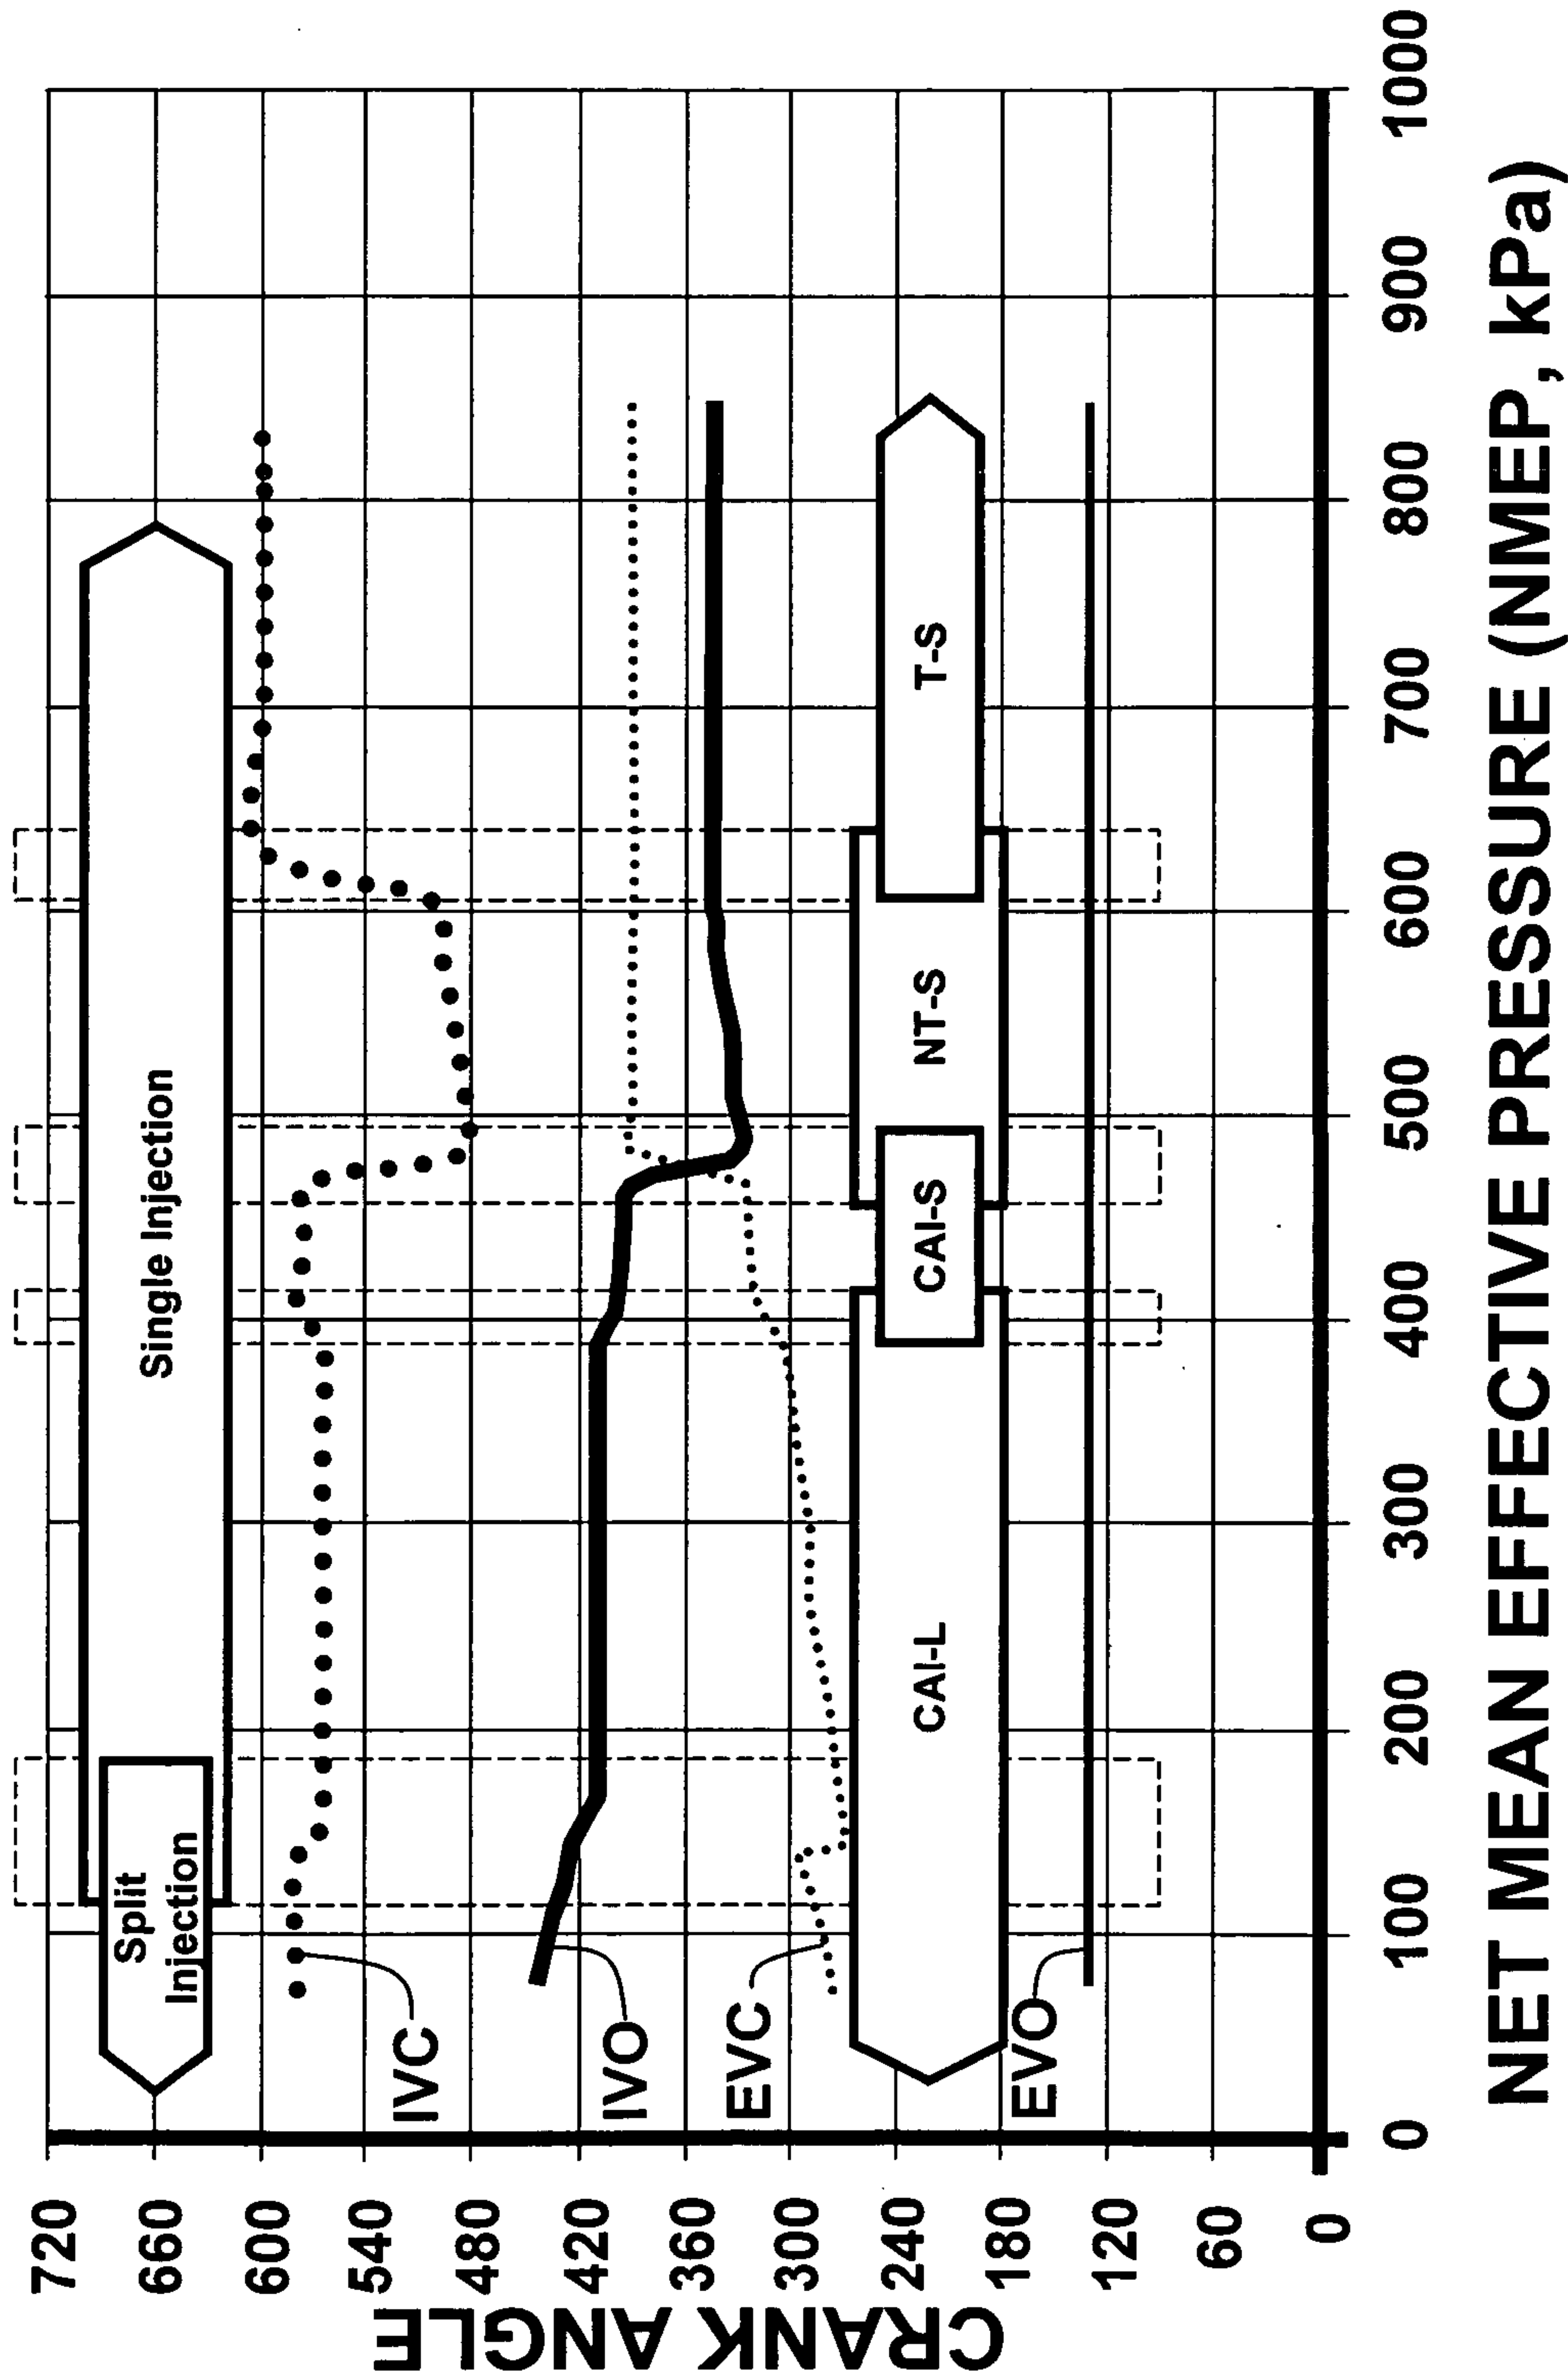 CRANK ANGLE
720
660
600
540
480
420
360
300
240
180
120
60
0
Split
Injection
Single Injection
IVC
IVO
EVC
EVO
CAI-L
CAI-S
NT-S
T-S
0
100
200
300
400
500
600
700
800
900
1000
NET MEAN EFFECTIVE PRESSURE (NMEP, kPa)